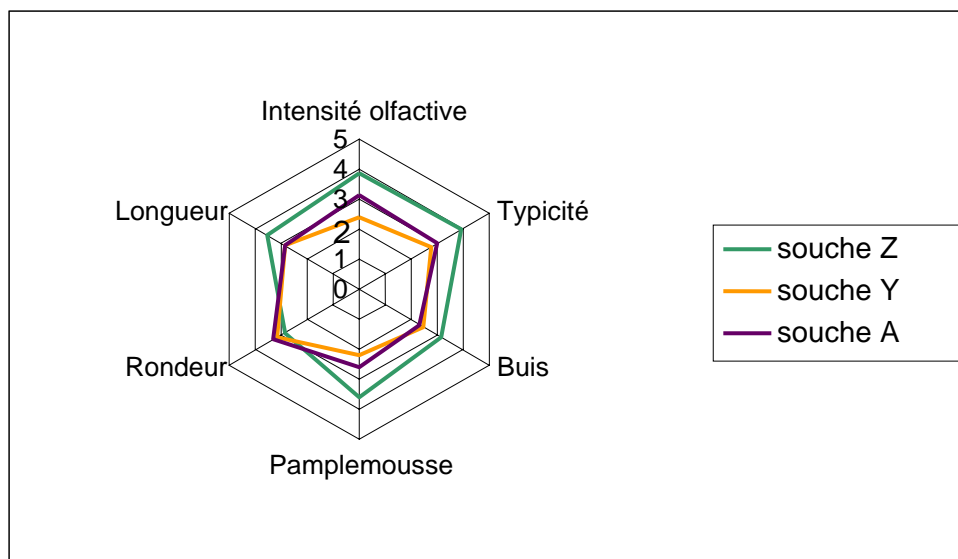 Intensité olfactive
5
4
3
2
1
0
Longueur
Typicité
Rondeur
Buis
Pamplemousse
souche Z
souche Y
souche A